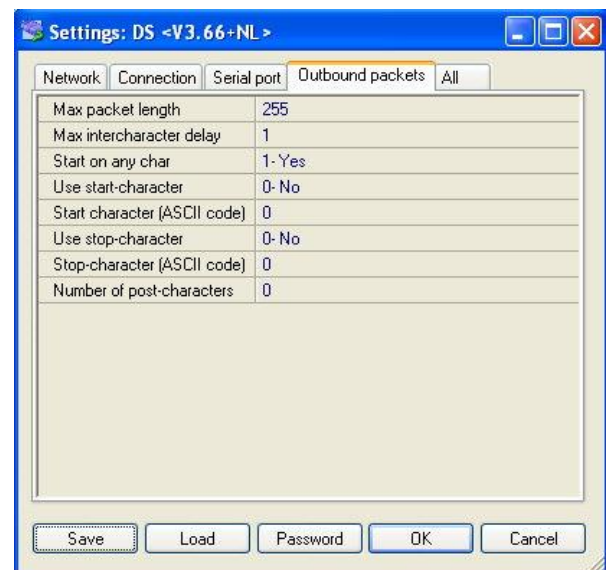 Settings: DS <V3.66+NL>
Network Connection Serial port Outbound packets All
Max packet length 255
Max intercharacter delay 1
Start on any char 1- Yes
Use start-character 0- No
Start character (ASCII code) 0
Use stop-character 0- No
Stop-character (ASCII code) 0
Number of post-characters 0
Save Load Password OK Cancel